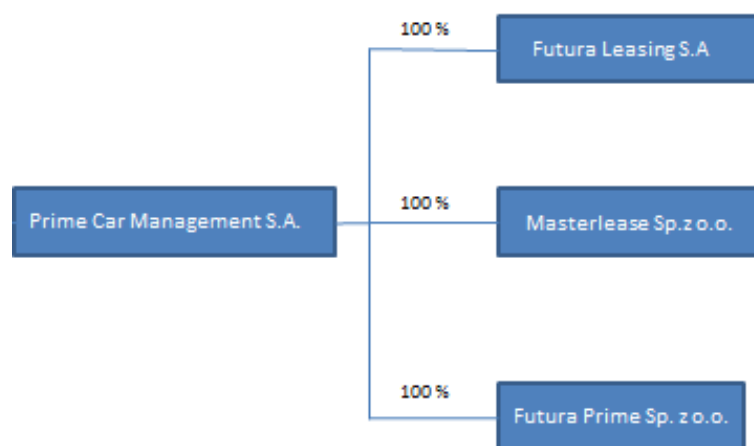 100 %
Futura Leasing S.A
Prime Car Management S.A.
100 %
Masterlease Sp.z o.o.
100 %
Futura Prime Sp. z o.o.